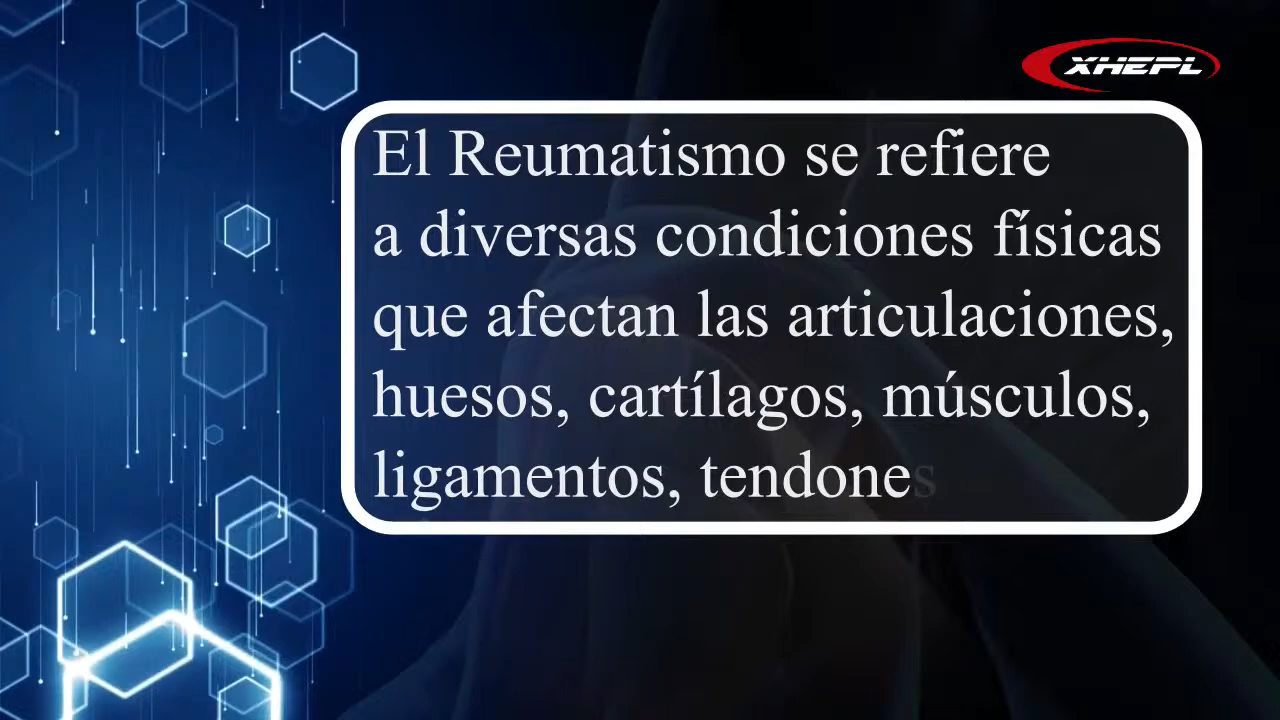 XHEPL
El Reumatismo se refiere
a diversas condiciones físicas
que afectan las articulaciones,
huesos, cartílagos, músculos,
ligamentos, tendones